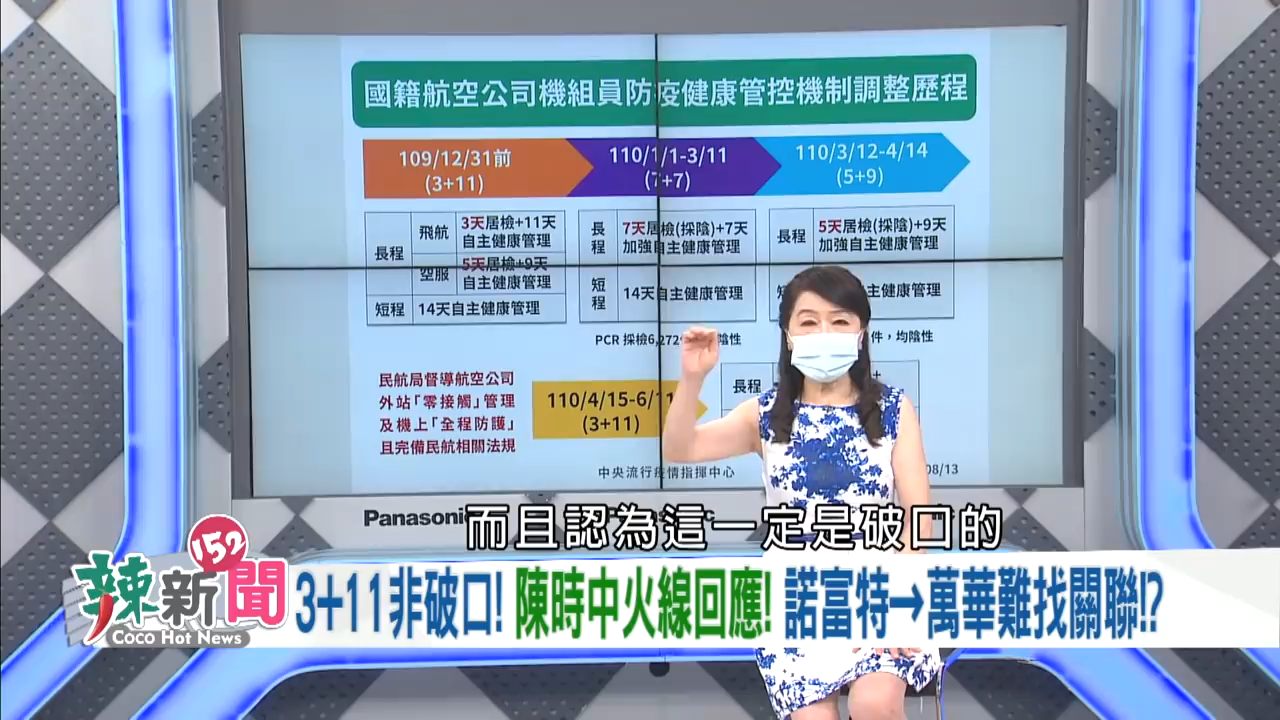 國籍航空公司機組員防疫健康管控機制調整歷程
109/12/31前
(3+11)
110/1/1-3/11
(7+7)
110/3/12-4/14
(5+9)
長程
飛航
3天居檢+11天
自主健康管理
空服
5天居檢+9天
自主健康管理
短程
14天自主健康管理
長程
7天居檢(採陰)+7天
加強自主健康管理
短程
14天自主健康管理
長程
5天居檢(採陰)+9天
加強自主健康管理
主健康管理
PCR 採檢6,272
陰性
件，均陰性
民航局督導航空公司
外站「零接觸」管理
及機上「全程防護」
且完備民航相關法規
110/4/15-6/11
(3+11)
長程
中央流行疫情指揮中心
08/13
Panasonic
而且認為這一定是破口的
152
辣新聞
Coco Hot News
3+11非破口! 陳時中火線回應! 諾富特→萬華難找關聯!?